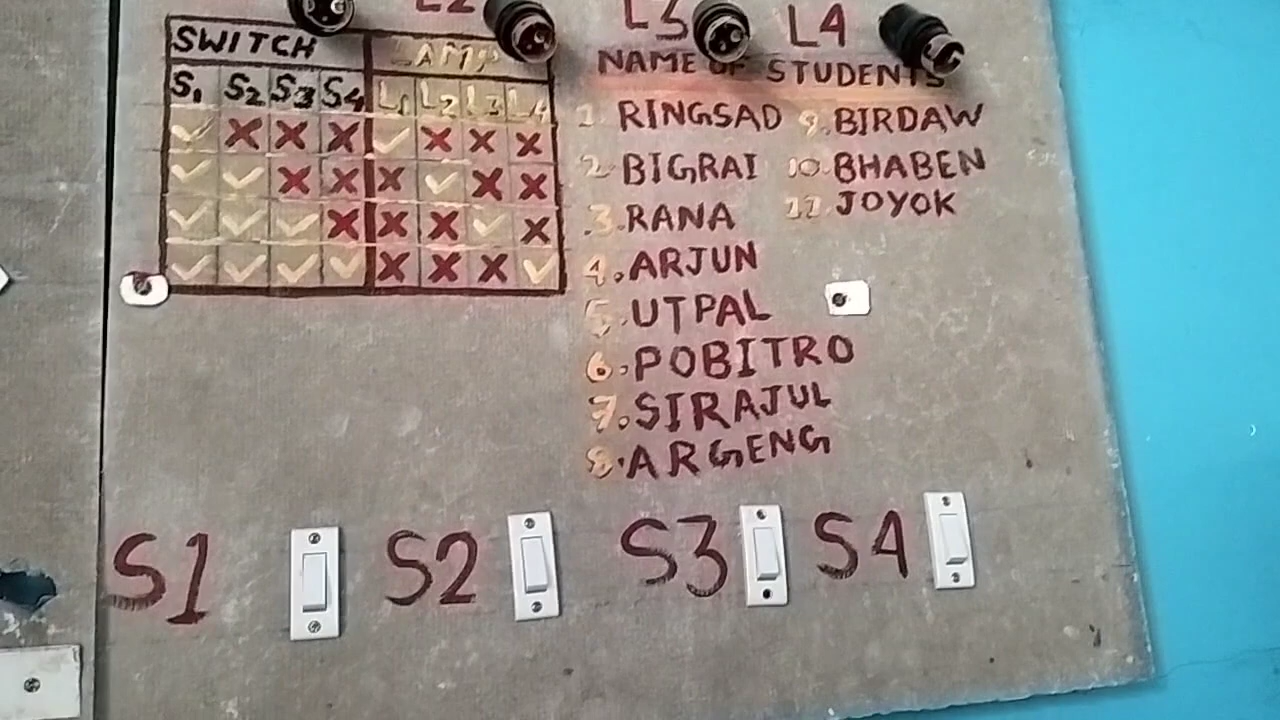 L2 L3 L4
SWITCH LAMP
S1 S2 S3 S4 L1 L2 L3 L4
✓ X X X ✓ X X X
✓ ✓ X X X ✓ X X
✓ ✓ ✓ X X X ✓ X
✓ ✓ ✓ ✓ X X X ✓
NAME OF STUDENTS
1. RINGSAD
2. BIGRAI
3. RANA
4. ARJUN
5. UTPAL
6. POBITRO
7. SIRAJUL
8. ARGENG
9. BIRDAW
10. BHABEN
11 JOYOK
S1 S2 S3 S4